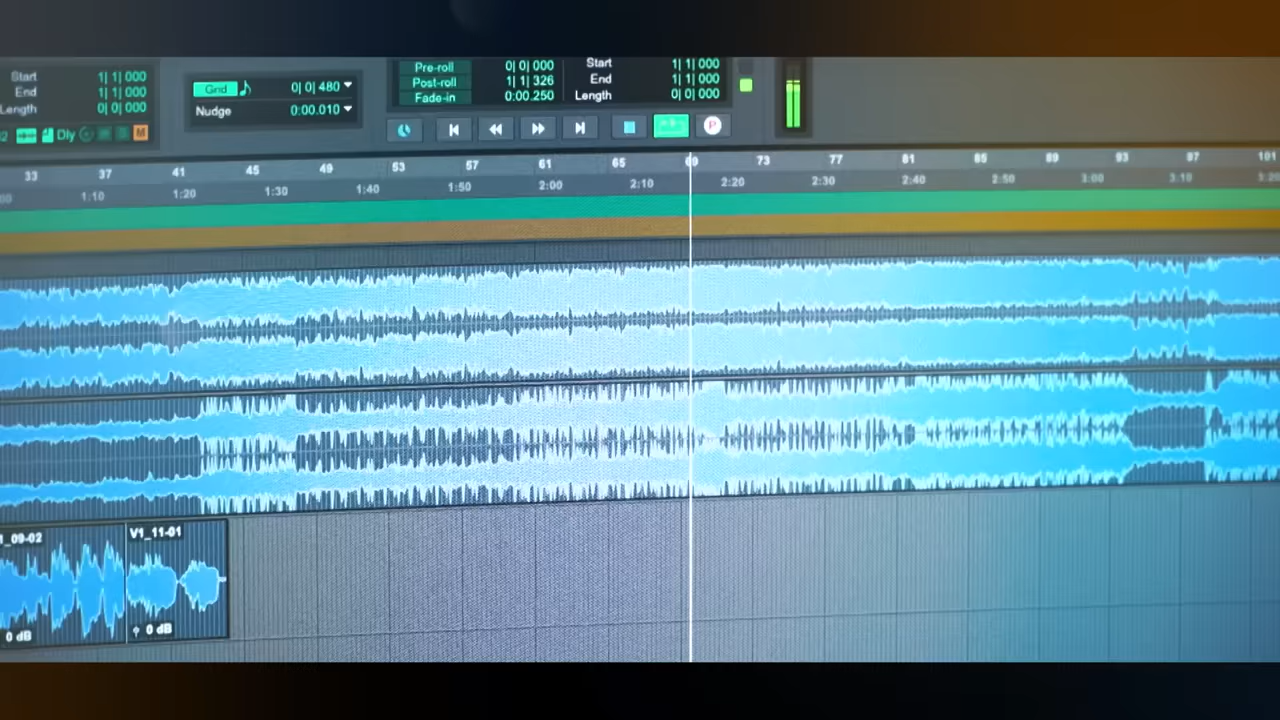 Start 1| 1| 000
End 1| 1| 000
Length 0| 0| 000
Dly M
Grid 0| 0| 480
Nudge 0:00.010
Pre-roll 0| 0| 000
Post-roll 1| 1| 326
Fade-in 0:00.250
Start 1| 1| 000
End 1| 1| 000
Length 0| 0| 000
P
33 37 41 45 49 53 57 61 65 69 73 77 81 85 89 93 97 101
1:10 1:20 1:30 1:40 1:50 2:00 2:10 2:20 2:30 2:40 2:50 3:00 3:10 3:20
1_09-02 V1_11-01
0 dB 0 dB